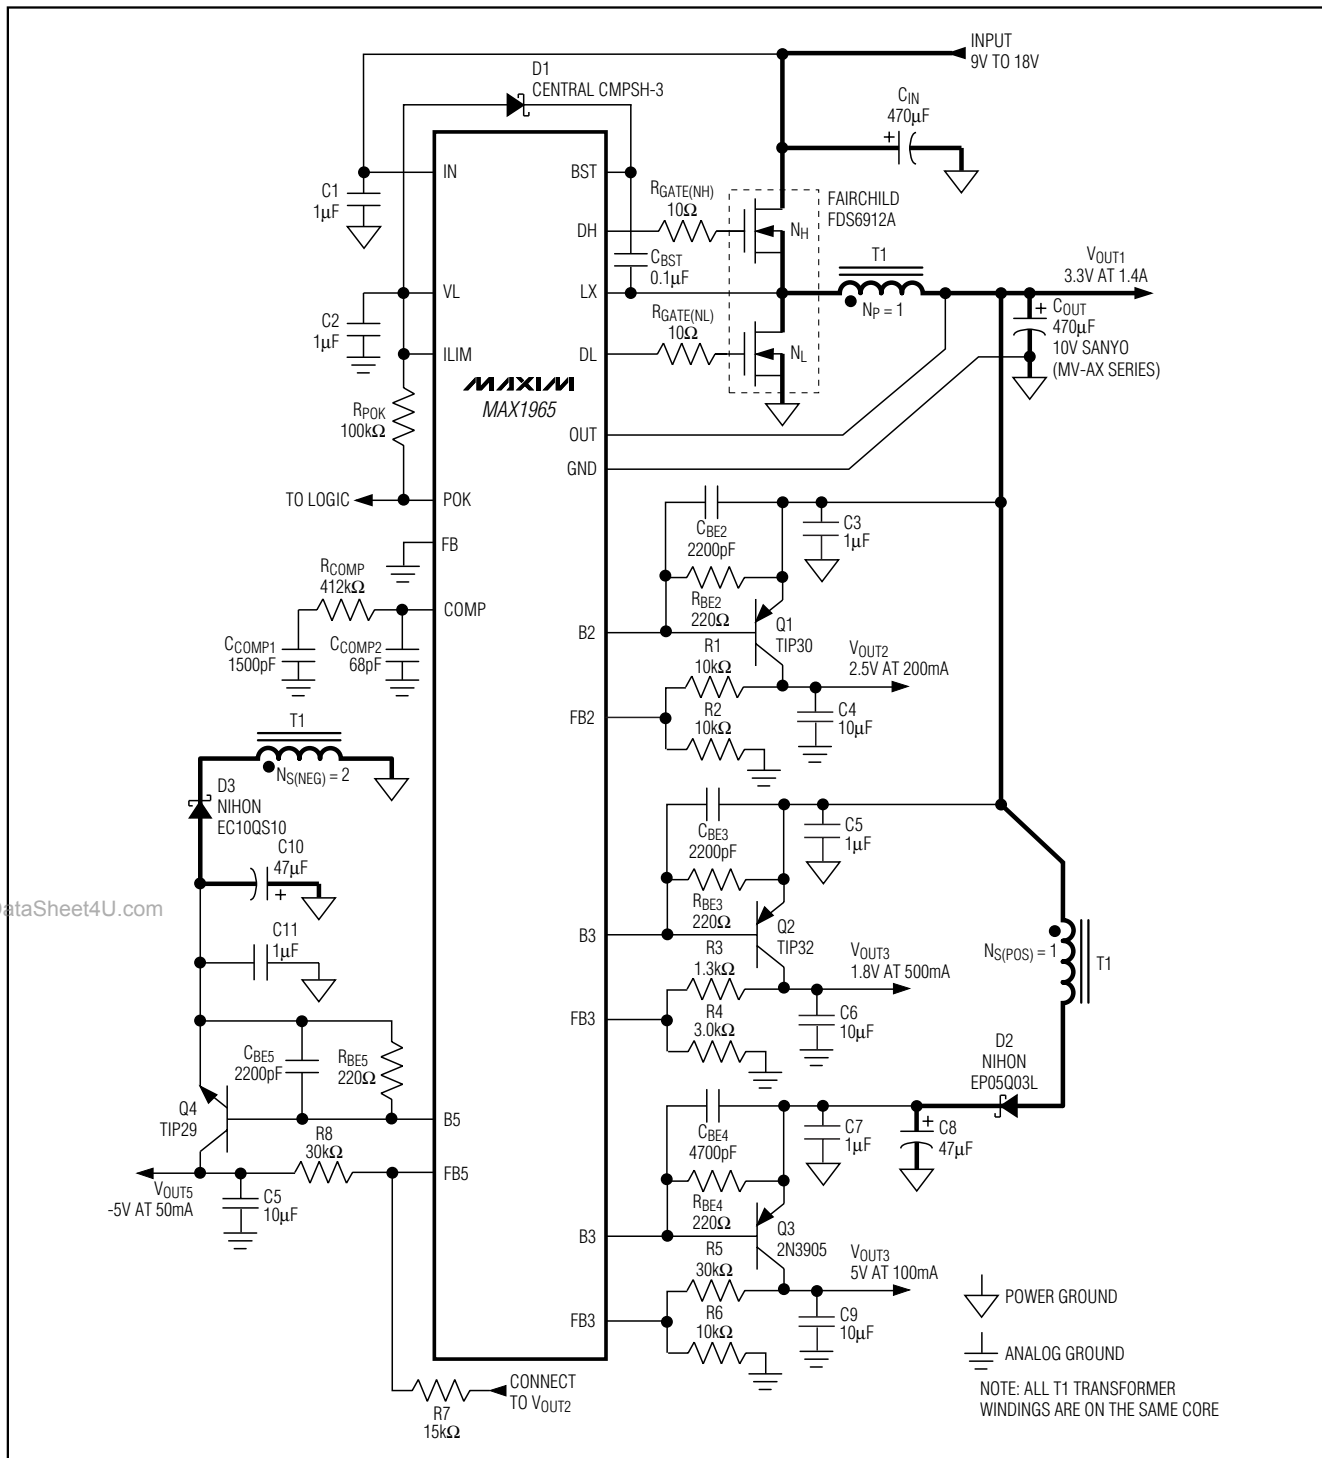 INPUT
9V TO 18V
D1
CENTRAL CMPSH-3
CIN
470µF
+
IN
BST
C1
1µF
RGATE(NH)
10Ω
FAIRCHILD
FDS6912A
DH
NH
CBST
0.1µF
T1
VOUT1
3.3V AT 1.4A
VL
LX
NP = 1
+
COUT
470µF
10V SANYO
(MV-AX SERIES)
C2
1µF
RGATE(NL)
10Ω
ILIM
DL
NL
MAXIM
MAX1965
RPOK
100kΩ
OUT
GND
TO LOGIC
POK
CBE2
2200pF
C3
1µF
FB
RCOMP
412kΩ
RBE2
220Ω
COMP
B2
Q1
TIP30
CCOMP1
1500pF
CCOMP2
68pF
R1
10kΩ
VOUT2
2.5V AT 200mA
R2
10kΩ
C4
10µF
FB2
T1
NS(NEG) = 2
D3
NIHON
EC10QS10
CBE3
2200pF
C5
1µF
C10
47µF
+
RBE3
220Ω
DataSheet4U.com
C11
1µF
B3
Q2
TIP32
NS(POS) = 1
T1
R3
1.3kΩ
VOUT3
1.8V AT 500mA
R4
3.0kΩ
C6
10µF
FB3
CBE5
2200pF
RBE5
220Ω
D2
NIHON
EP05Q03L
Q4
TIP29
B5
CBE4
4700pF
C7
1µF
+
C8
47µF
R8
30kΩ
FB5
RBE4
220Ω
VOUT5
-5V AT 50mA
C5
10µF
B3
Q3
2N3905
R5
30kΩ
VOUT3
5V AT 100mA
R6
10kΩ
C9
10µF
FB3
POWER GROUND
ANALOG GROUND
CONNECT
TO VOUT2
R7
15kΩ
NOTE: ALL T1 TRANSFORMER
WINDINGS ARE ON THE SAME CORE